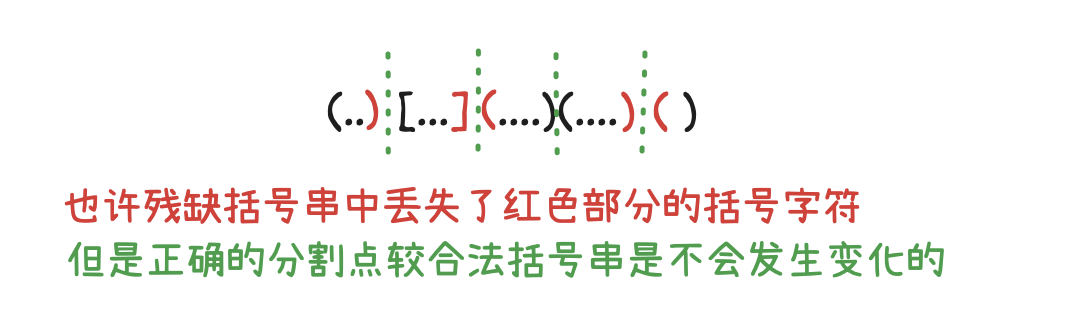 (..)[...](....)(....)( )
也许残缺括号串中丢失了红色部分的括号字符
但是正确的分割点较合法括号串是不会发生变化的